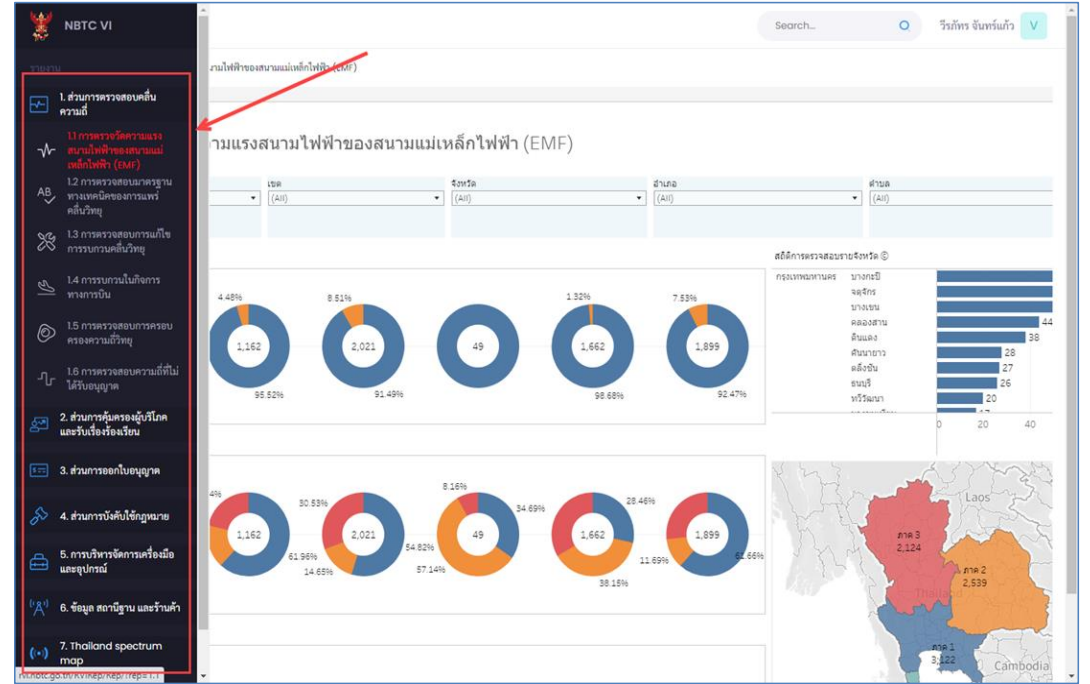 NBTC VI
Search...
วีรภัทร จันทร์แก้ว
V
รายงาน
งานไฟฟ้าของสนามแม่เหล็กไฟฟ้า (EMF)
1. ส่วนการตรวจสอบคลื่น
ความถี่
1.1 การตรวจวัดความแรง
สนามไฟฟ้าของสนามแม่
เหล็กไฟฟ้า (EMF)
1.2 การตรวจสอบมาตรฐาน
ทางเทคนิคของการแพร่
คลื่นวิทยุ
1.3 การตรวจสอบการแก้ไข
การรบกวนคลื่นวิทยุ
1.4 การรบกวนในกิจการ
ทางการบิน
1.5 การตรวจสอบการครอบ
ครองความถี่วิทยุ
1.6 การตรวจสอบความถี่ที่ไม่
ได้รับอนุญาต
2. ส่วนการคุ้มครองผู้บริโภค
และรับเรื่องร้องเรียน
3. ส่วนการออกใบอนุญาต
4. ส่วนการบังคับใช้กฎหมาย
5. การบริหารจัดการเครื่องมือ
และอุปกรณ์
6. ข้อมูล สถานีฐาน และร้านค้า
7. Thailand spectrum
map
วามแรงสนามไฟฟ้าของสนามแม่เหล็กไฟฟ้า (EMF)
เขต จังหวัด อำเภอ ตำบล
(All) (All) (All) (All)
4.48% 8.51% 1.32% 7.53%
1,162 2,021 49 1,662 1,899
95.52% 91.49% 98.68% 92.47%
สถิติการตรวจสอบรายจังหวัด
กรุงเทพมหานคร บางกะปิ
จตุจักร
บางเขน
คลองสาน 44
ดินแดง 38
คันนายาว 28
ตลิ่งชัน 27
ธนบุรี 26
ทวีวัฒนา 20
17
0 20 40
4% 30.53% 8.16% 34.69% 28.46%
1,162 2,021 49 1,662 1,899
61.96% 14.65% 54.82% 57.14% 38.15% 11.69% 61.66%
Laos
ภาค 3
2,124
ภาค 2
2,539
Thailand
ภาค 1
3,122
Cambodia